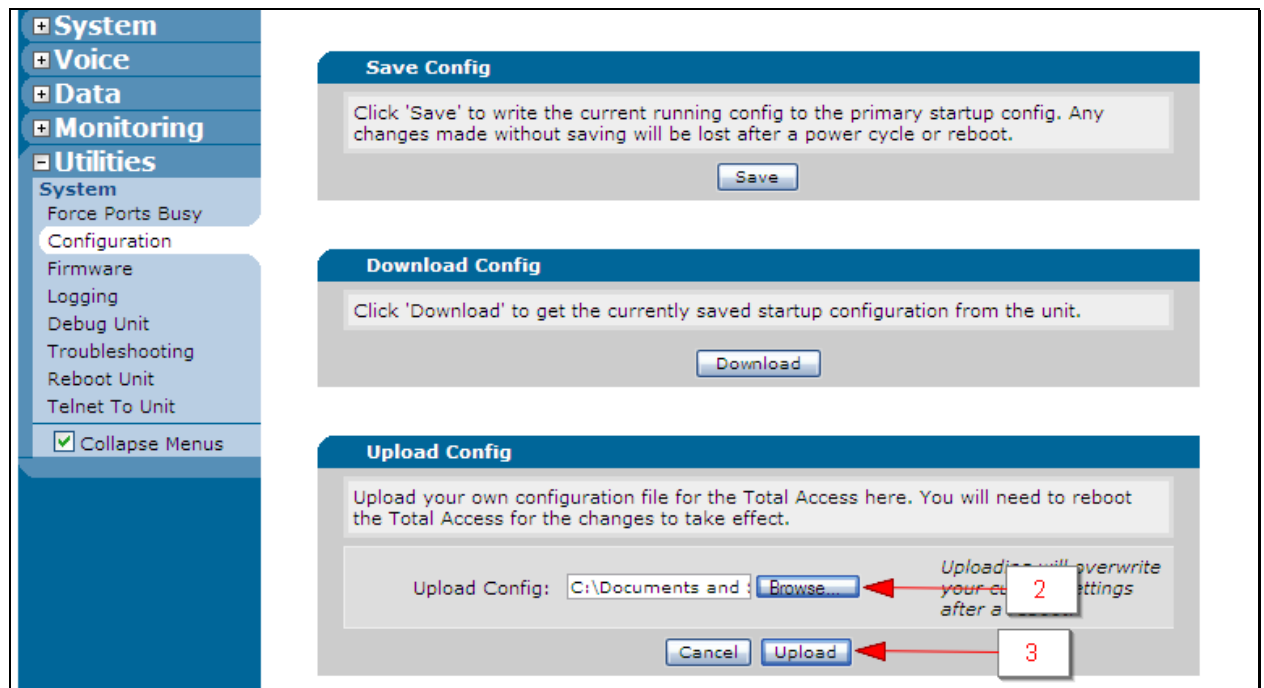 System
Voice
Data
Monitoring
Utilities
System
Force Ports Busy
Configuration
Firmware
Logging
Debug Unit
Troubleshooting
Reboot Unit
Telnet To Unit
Collapse Menus
Save Config
Click 'Save' to write the current running config to the primary startup config. Any
changes made without saving will be lost after a power cycle or reboot.
Save
Download Config
Click 'Download' to get the currently saved startup configuration from the unit.
Download
Upload Config
Upload your own configuration file for the Total Access here. You will need to reboot
the Total Access for the changes to take effect.
Upload Config: C:\Documents and Browse...
will overwrite
your
after a
2
Cancel Upload
3